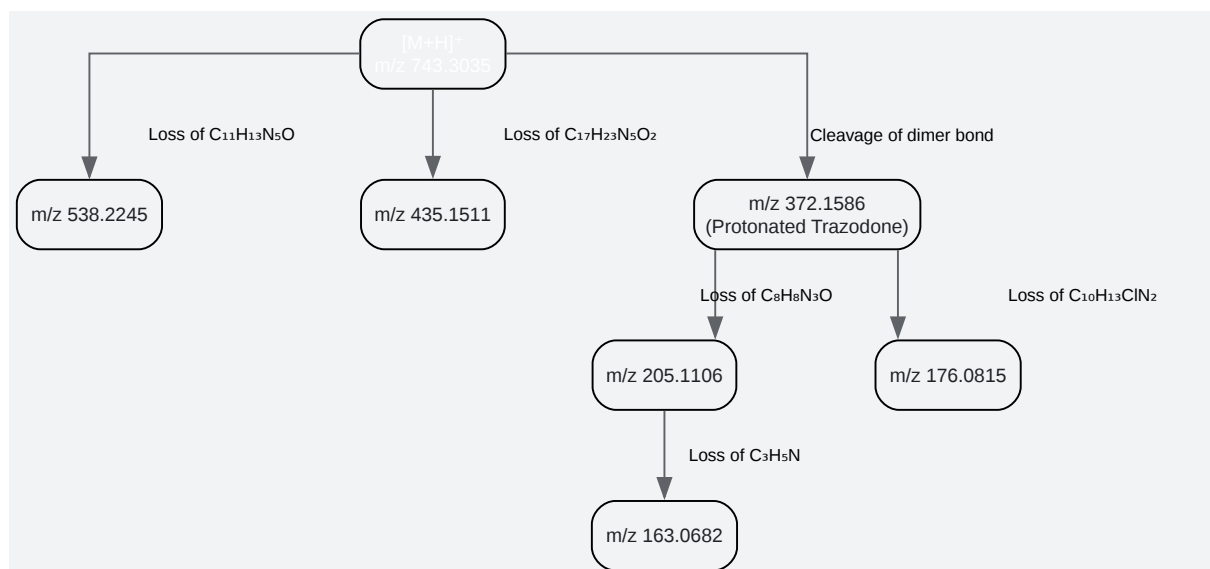 [M+H]⁺
m/z 743.3035
Loss of C₁₁H₁₃N₅O
Loss of C₁₇H₂₃N₅O₂
Cleavage of dimer bond
m/z 538.2245
m/z 435.1511
m/z 372.1586
(Protonated Trazodone)
Loss of C₈H₈N₃O
Loss of C₁₀H₁₃ClN₂
m/z 205.1106
m/z 176.0815
Loss of C₃H₅N
m/z 163.0682